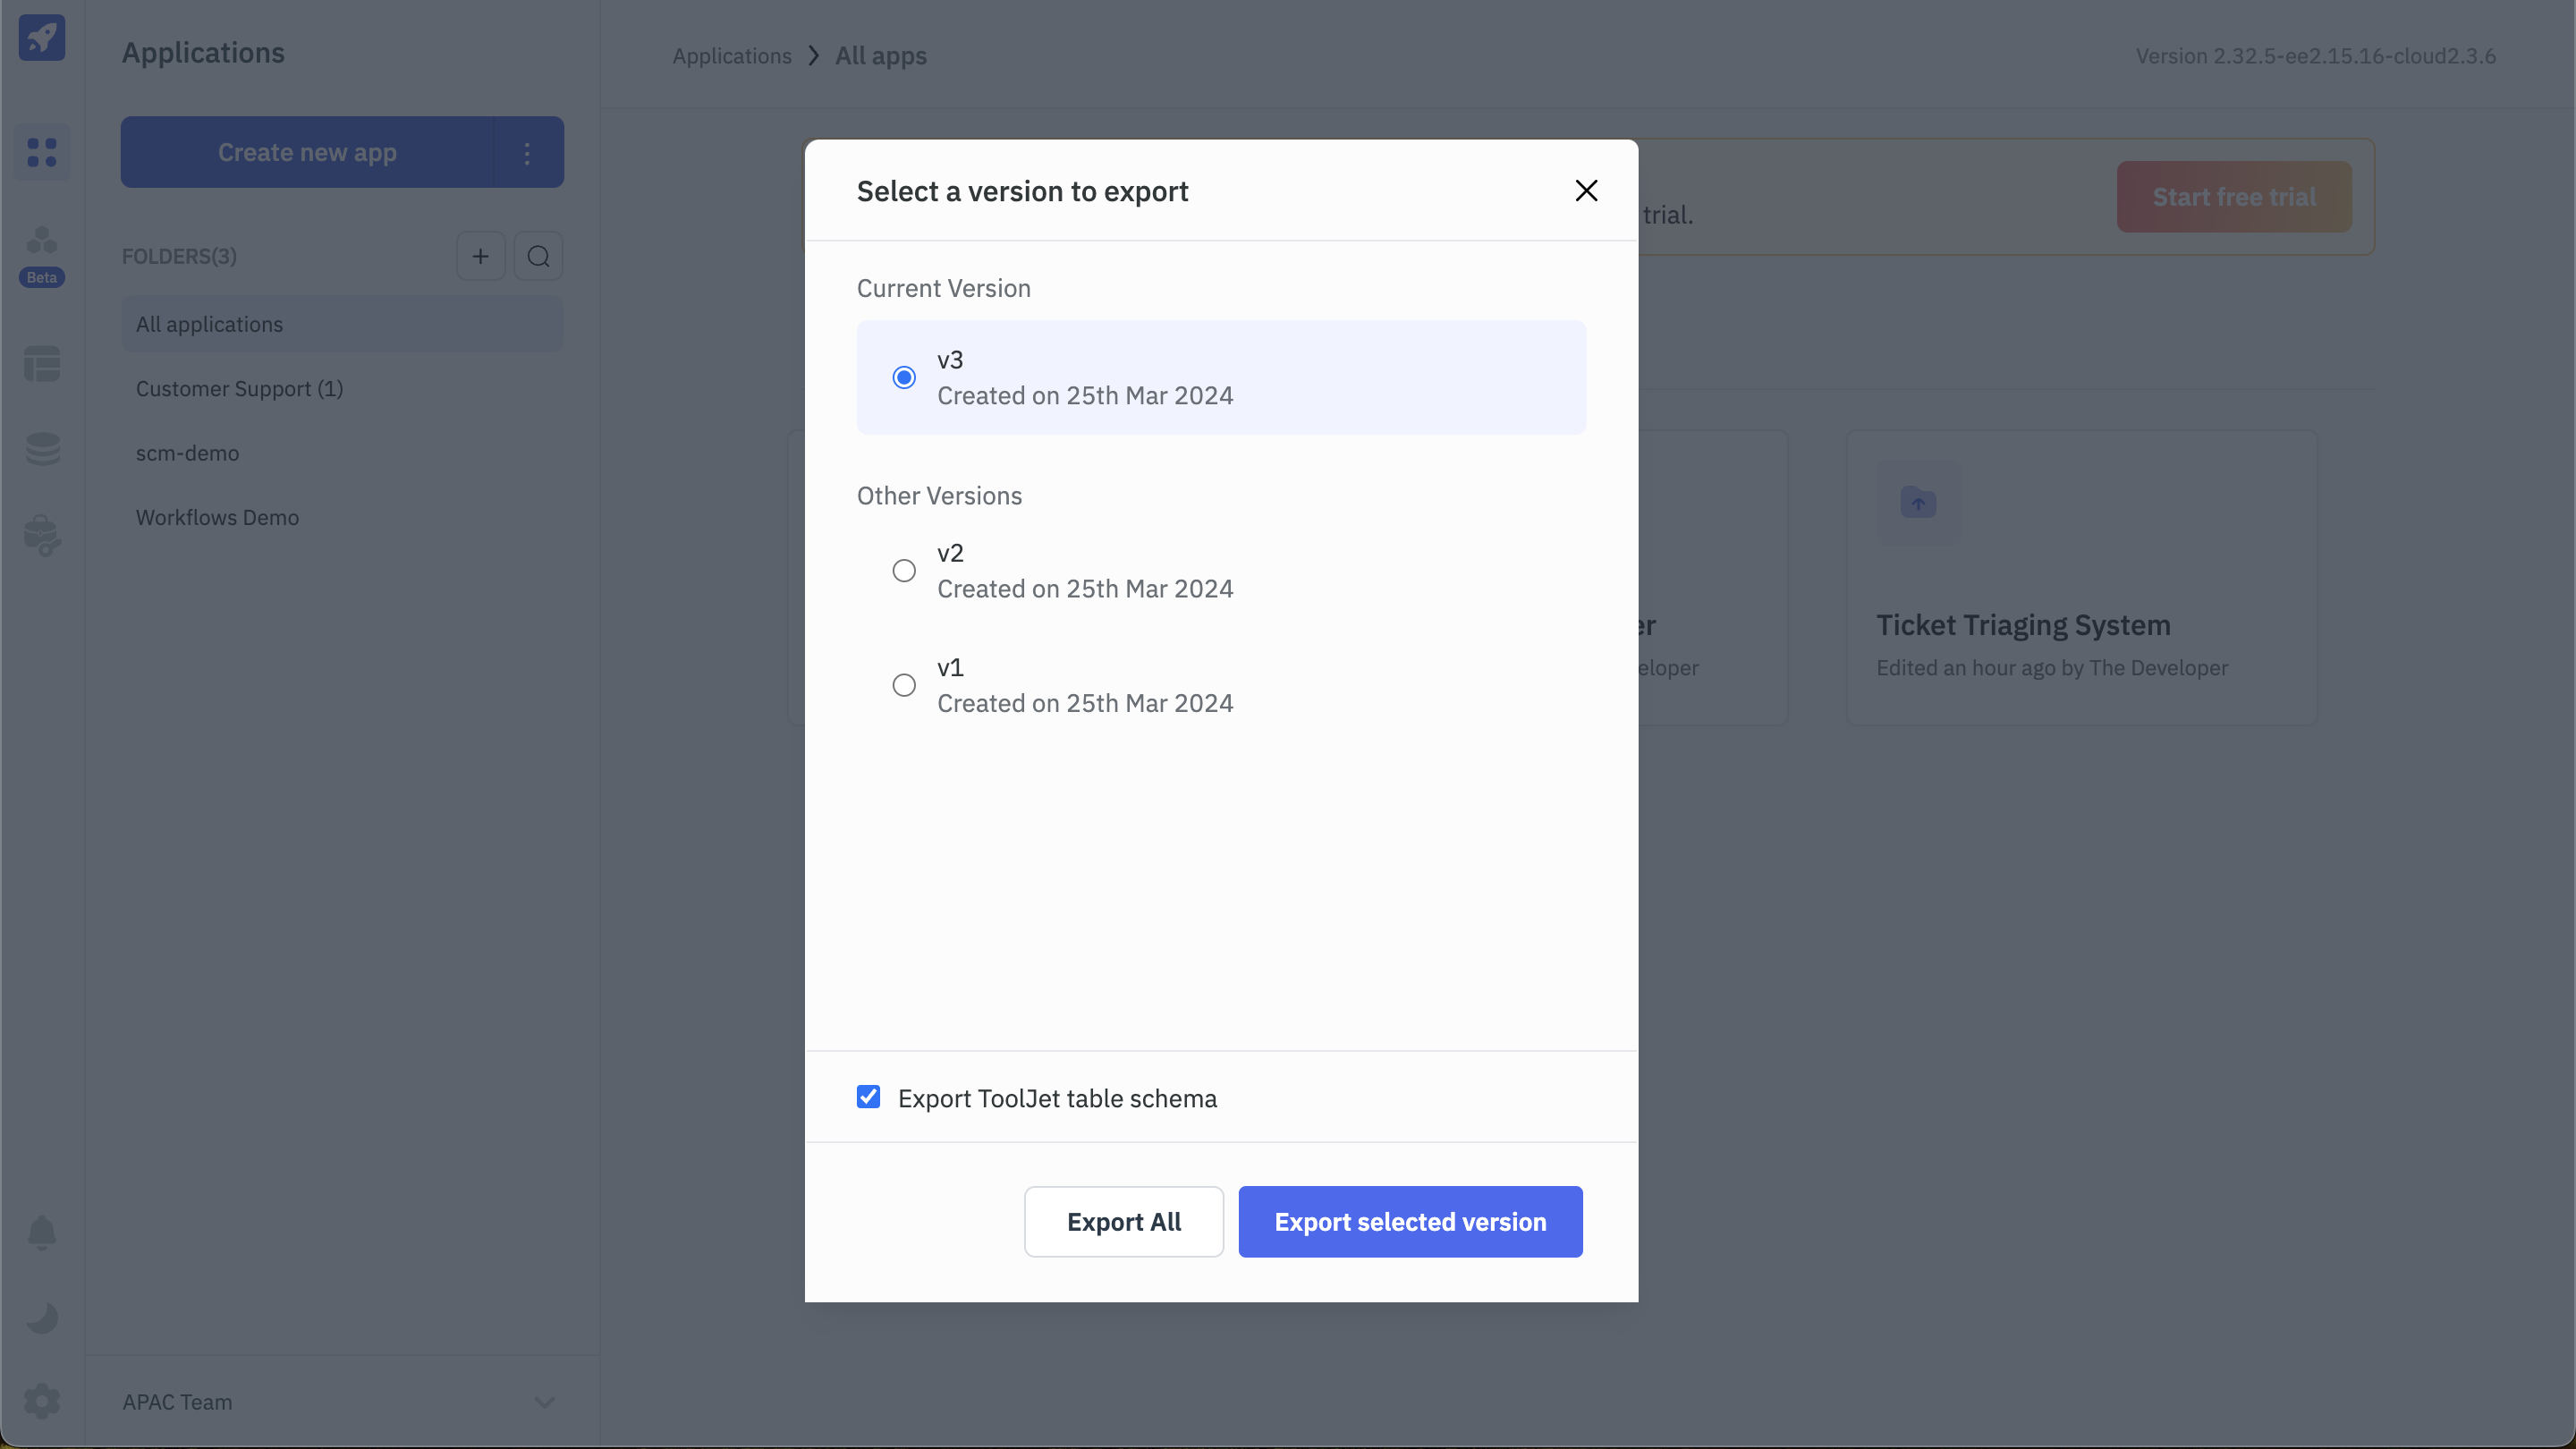 Applications
Create new app
FOLDERS(3)
Beta
All applications
Customer Support (1)
scm-demo
Workflows Demo
APAC Team
Applications
All apps
Version 2.32.5-ee2.15.16-cloud2.3.6
trial.
Start free trial
Select a version to export
Current Version
v3
Created on 25th Mar 2024
Other Versions
v2
Created on 25th Mar 2024
v1
Created on 25th Mar 2024
Export ToolJet table schema
Export All
Export selected version
Ticket Triaging System
Edited an hour ago by The Developer